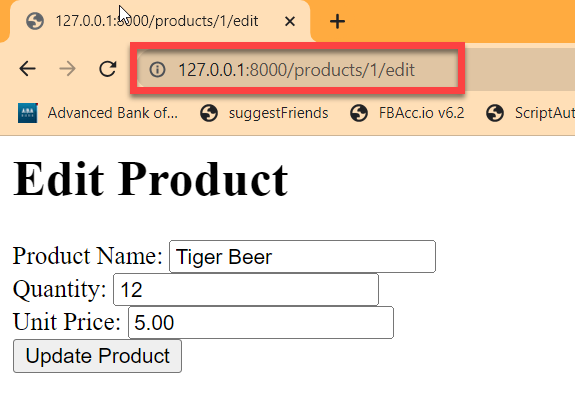 127.0.0.1:8000/products/1/edit
127.0.0.1:8000/products/1/edit
Advanced Bank of... suggestFriends FBAcc.io v6.2 ScriptAut
Edit Product
Product Name: Tiger Beer
Quantity: 12
Unit Price: 5.00
Update Product